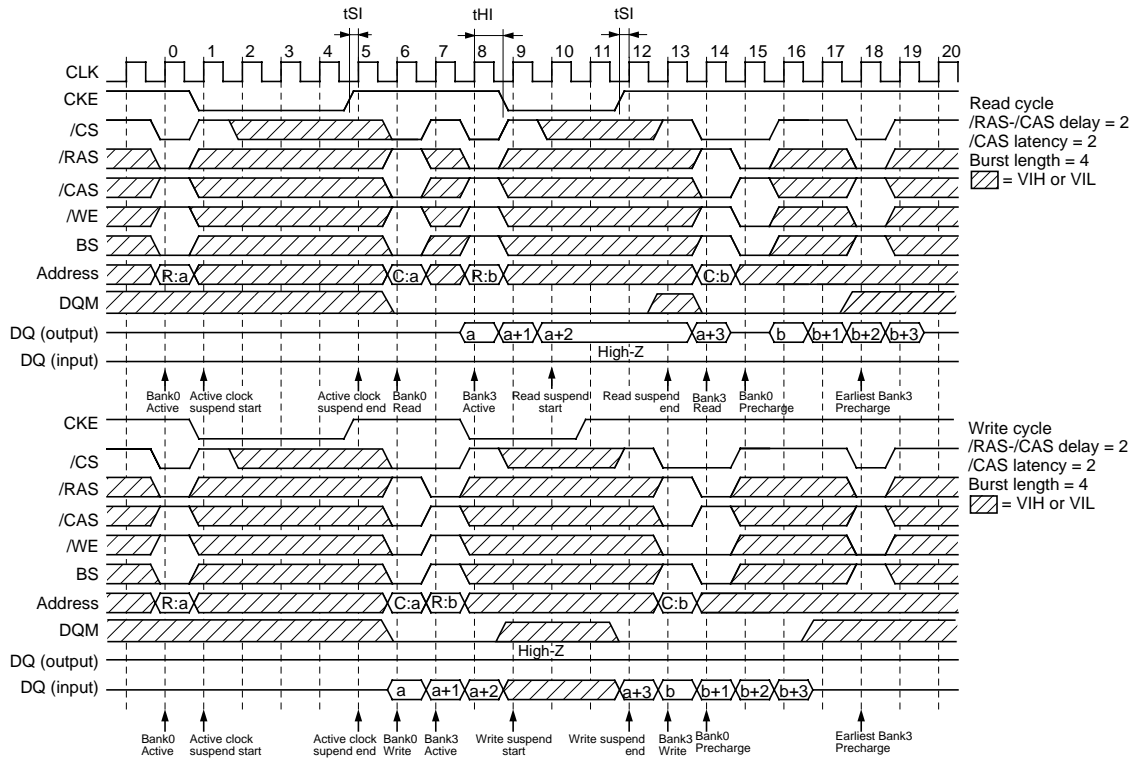 tSI tHI tSI
0 1 2 3 4 5 6 7 8 9 10 11 12 13 14 15 16 17 18 19 20
CLK
CKE
/CS
/RAS
/CAS
/WE
BS
Address R:a C:a R:b C:b
DQM
DQ (output) a a+1 a+2 a+3 b b+1 b+2 b+3
High-Z
DQ (input)
Bank0 Active
Active clock suspend start
Active clock suspend end
Bank0 Read
Bank3 Active
Read suspend start
Read suspend end
Bank3 Read
Bank0 Precharge
Earliest Bank3 Precharge
Read cycle
/RAS-/CAS delay = 2
/CAS latency = 2
Burst length = 4
= VIH or VIL
CKE
/CS
/RAS
/CAS
/WE
BS
Address R:a C:a R:b C:b
DQM
High-Z
DQ (output)
DQ (input) a a+1 a+2 a+3 b b+1 b+2 b+3
Bank0 Active
Active clock suspend start
Active clock supend end
Bank0 Write
Bank3 Active
Write suspend start
Write suspend end
Bank3 Write
Bank0 Precharge
Earliest Bank3 Precharge
Write cycle
/RAS-/CAS delay = 2
/CAS latency = 2
Burst length = 4
= VIH or VIL